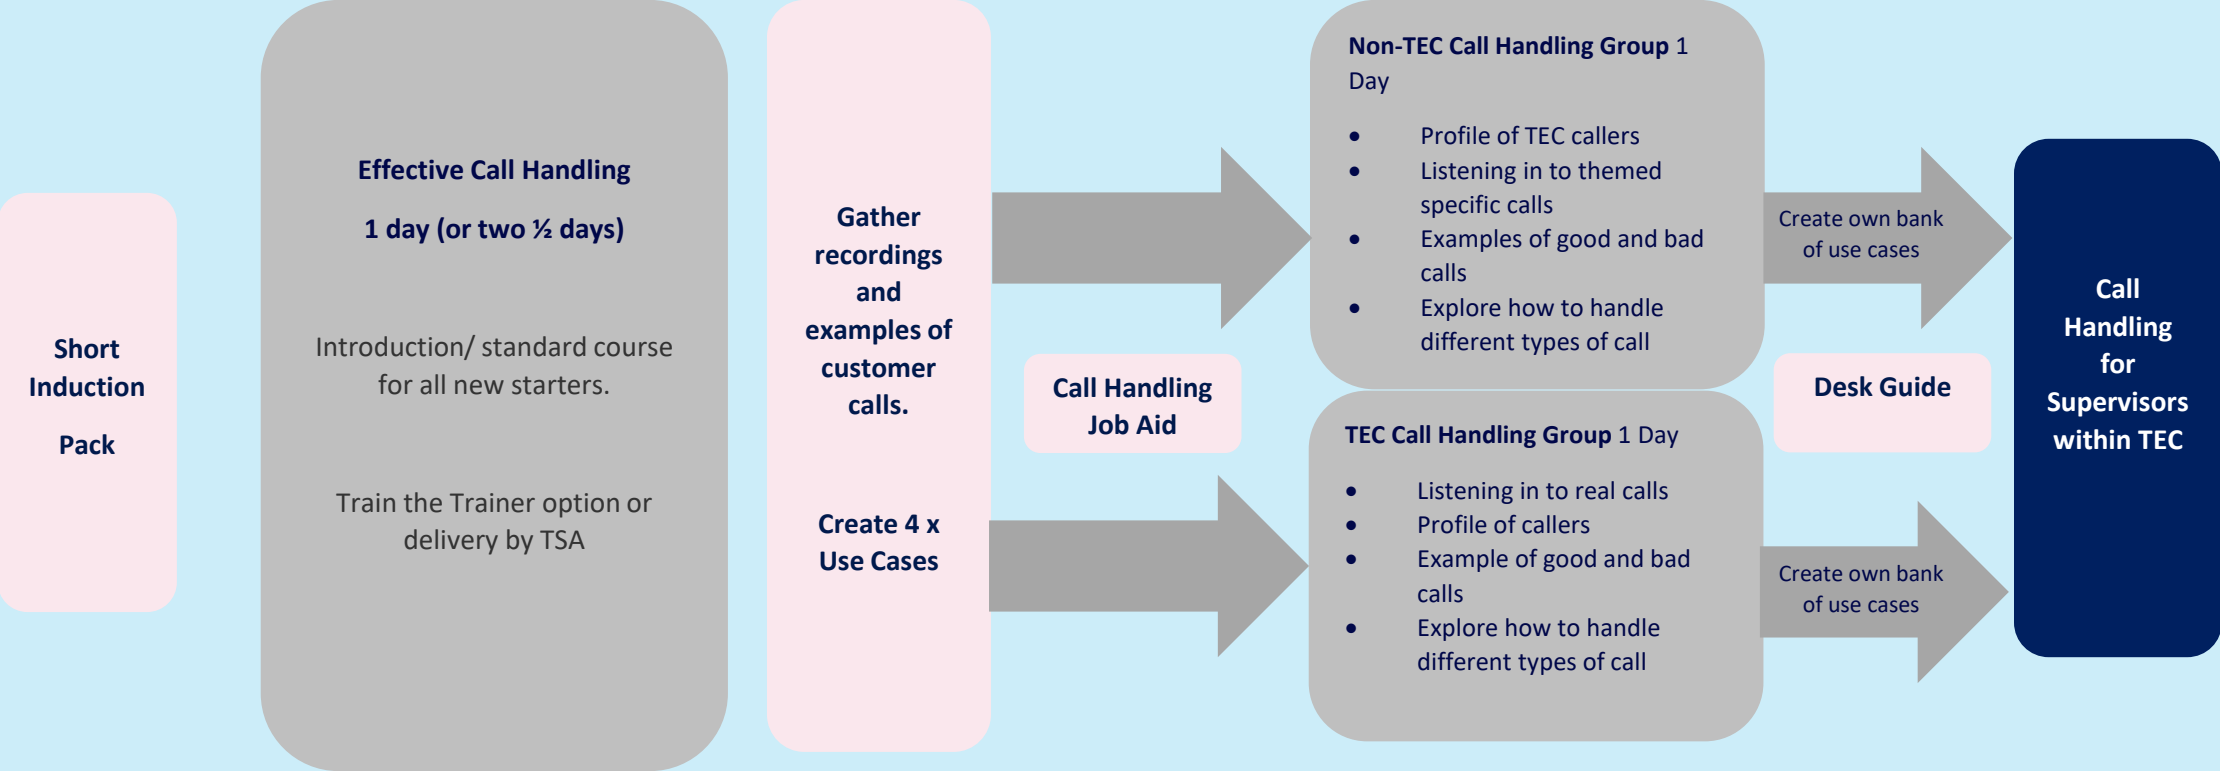 Short
Induction
Pack
Effective Call Handling
1 day (or two ½ days)
Introduction/ standard course
for all new starters.
Train the Trainer option or
delivery by TSA
Gather
recordings
and
examples of
customer
calls.
Create 4 x
Use Cases
Call Handling
Job Aid
Non-TEC Call Handling Group 1
Day
• Profile of TEC callers
• Listening in to themed
specific calls
• Examples of good and bad
calls
• Explore how to handle
different types of call
TEC Call Handling Group 1 Day
• Listening in to real calls
• Profile of callers
• Example of good and bad
calls
• Explore how to handle
different types of call
Create own bank
of use cases
Desk Guide
Create own bank
of use cases
Call
Handling
for
Supervisors
within TEC